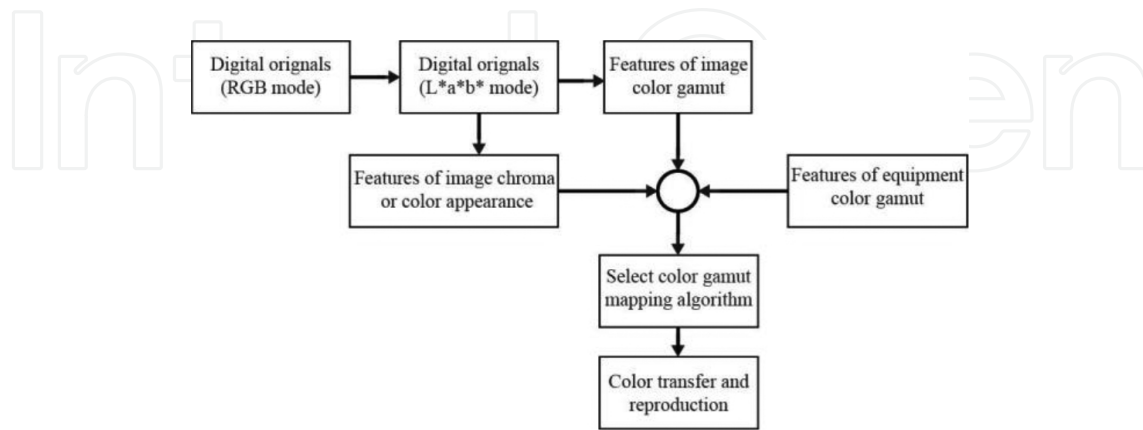 Digital orignals
(RGB mode)
Digital orignals
(L*a*b* mode)
Features of image
color gamut
Features of image chroma
or color appearance
Features of equipment
color gamut
Select color gamut
mapping algorithm
Color transfer and
reproduction